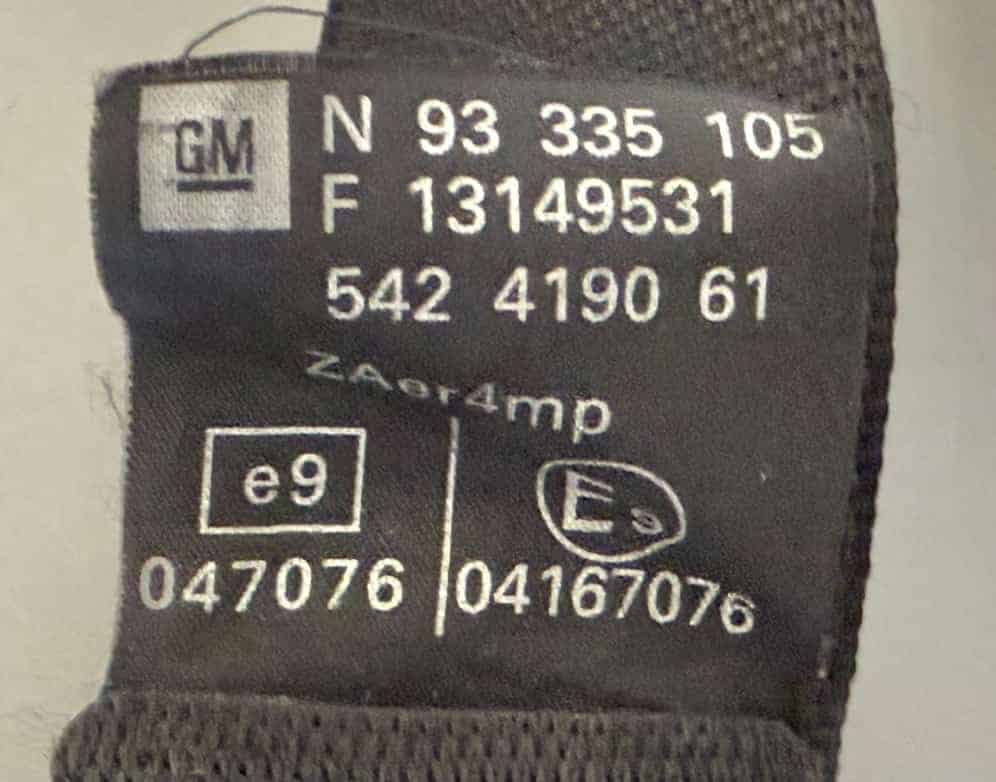 GM
N 93 335 105
F 13149531
542 4190 61
ZAer4mp
e9
E9
047076
04167076